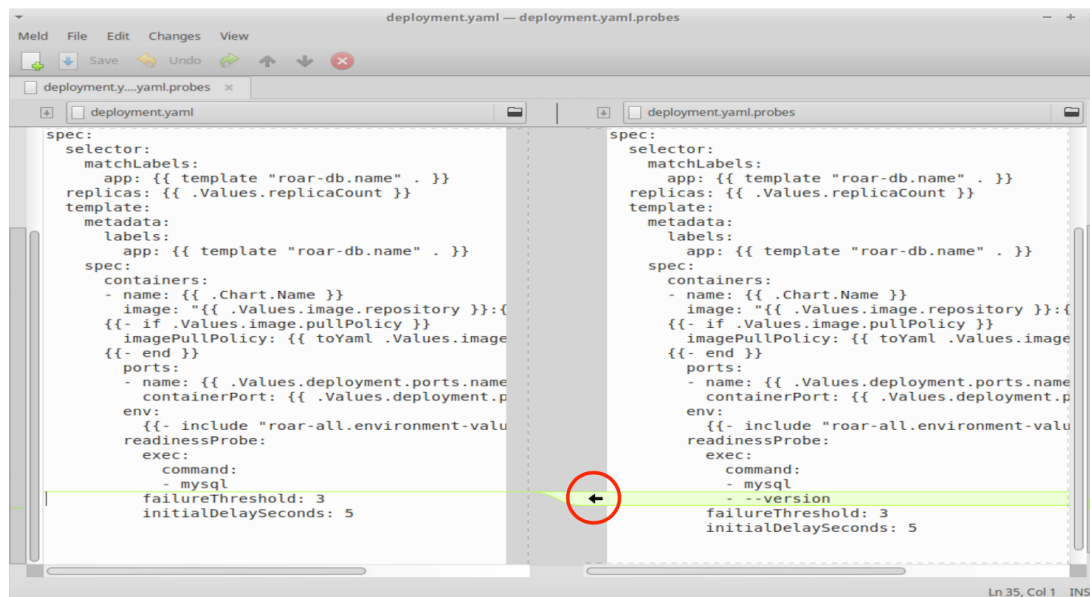 deployment.yaml — deployment.yaml.probes
Meld File Edit Changes View
Save Undo
deployment.y....yaml.probes
deployment.yaml
spec:
selector:
matchLabels:
app: {{ template "roar-db.name" . }}
replicas: {{ .Values.replicaCount }}
template:
metadata:
labels:
app: {{ template "roar-db.name" . }}
spec:
containers:
- name: {{ .Chart.Name }}
image: "{{ .Values.image.repository }}:{
{{- if .Values.image.pullPolicy }}
imagePullPolicy: {{ toYaml .Values.image
{{- end }}
ports:
- name: {{ .Values.deployment.ports.name
containerPort: {{ .Values.deployment.p
env:
{{- include "roar-all.environment-valu
readinessProbe:
exec:
command:
- mysql
failureThreshold: 3
initialDelaySeconds: 5
deployment.yaml.probes
spec:
selector:
matchLabels:
app: {{ template "roar-db.name" . }}
replicas: {{ .Values.replicaCount }}
template:
metadata:
labels:
app: {{ template "roar-db.name" . }}
spec:
containers:
- name: {{ .Chart.Name }}
image: "{{ .Values.image.repository }}:{
{{- if .Values.image.pullPolicy }}
imagePullPolicy: {{ toYaml .Values.image
{{- end }}
ports:
- name: {{ .Values.deployment.ports.name
containerPort: {{ .Values.deployment.p
env:
{{- include "roar-all.environment-valu
readinessProbe:
exec:
command:
- mysql
- --version
failureThreshold: 3
initialDelaySeconds: 5
Ln 35, Col 1 INS